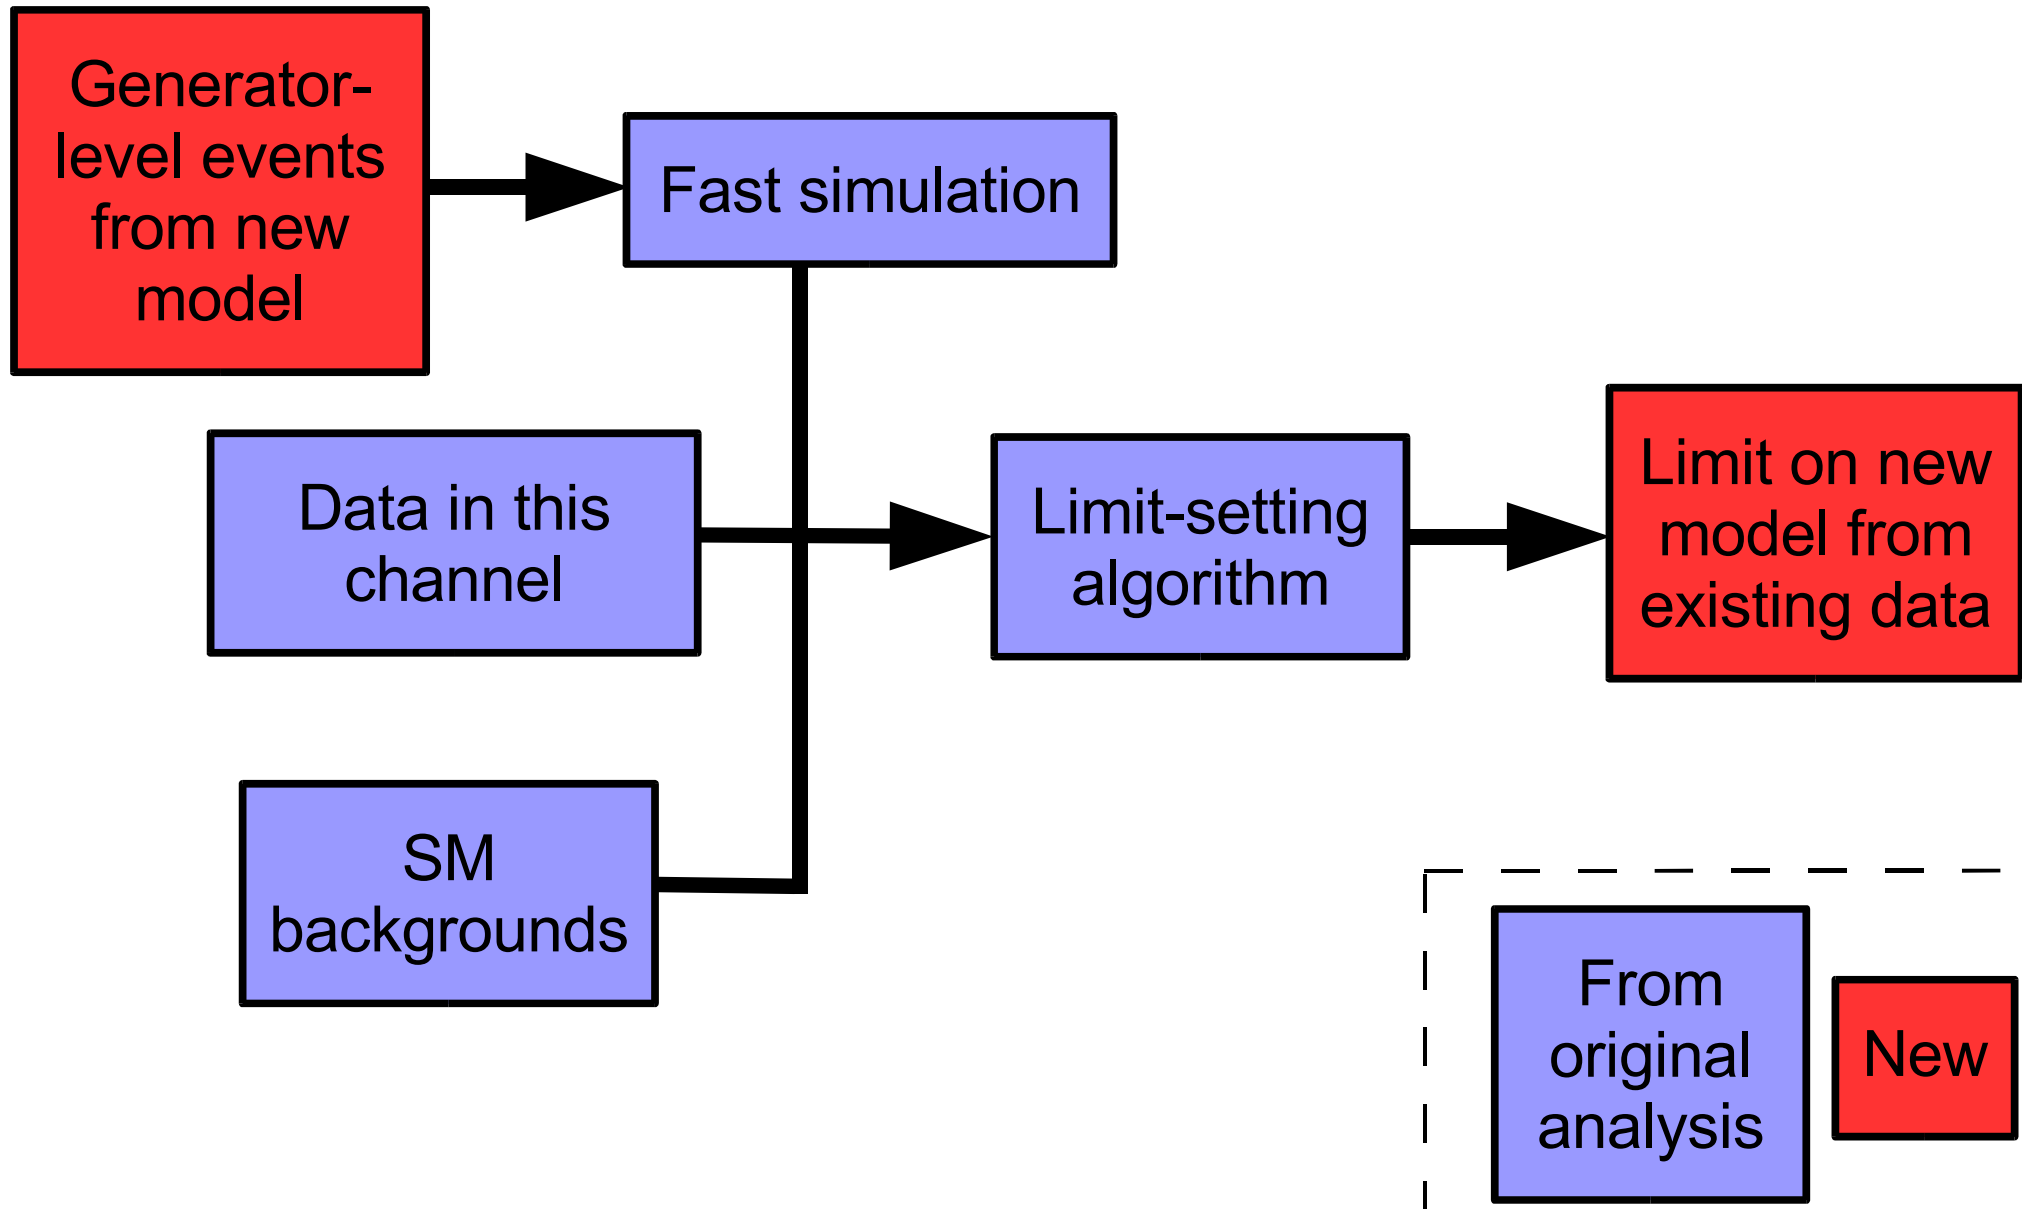 Generator-
level events
from new
model
Fast simulation
Data in this
channel
Limit-setting
algorithm
Limit on new
model from
existing data
SM
backgrounds
From
original
analysis
New